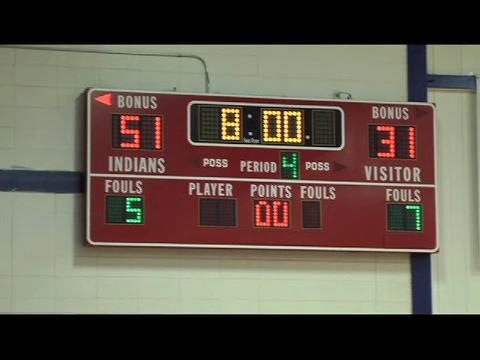 BONUS BONUS
51 8:00 31
INDIANS POSS PERIOD 4 POSS VISITOR
FOULS PLAYER POINTS FOULS FOULS
5 00 7